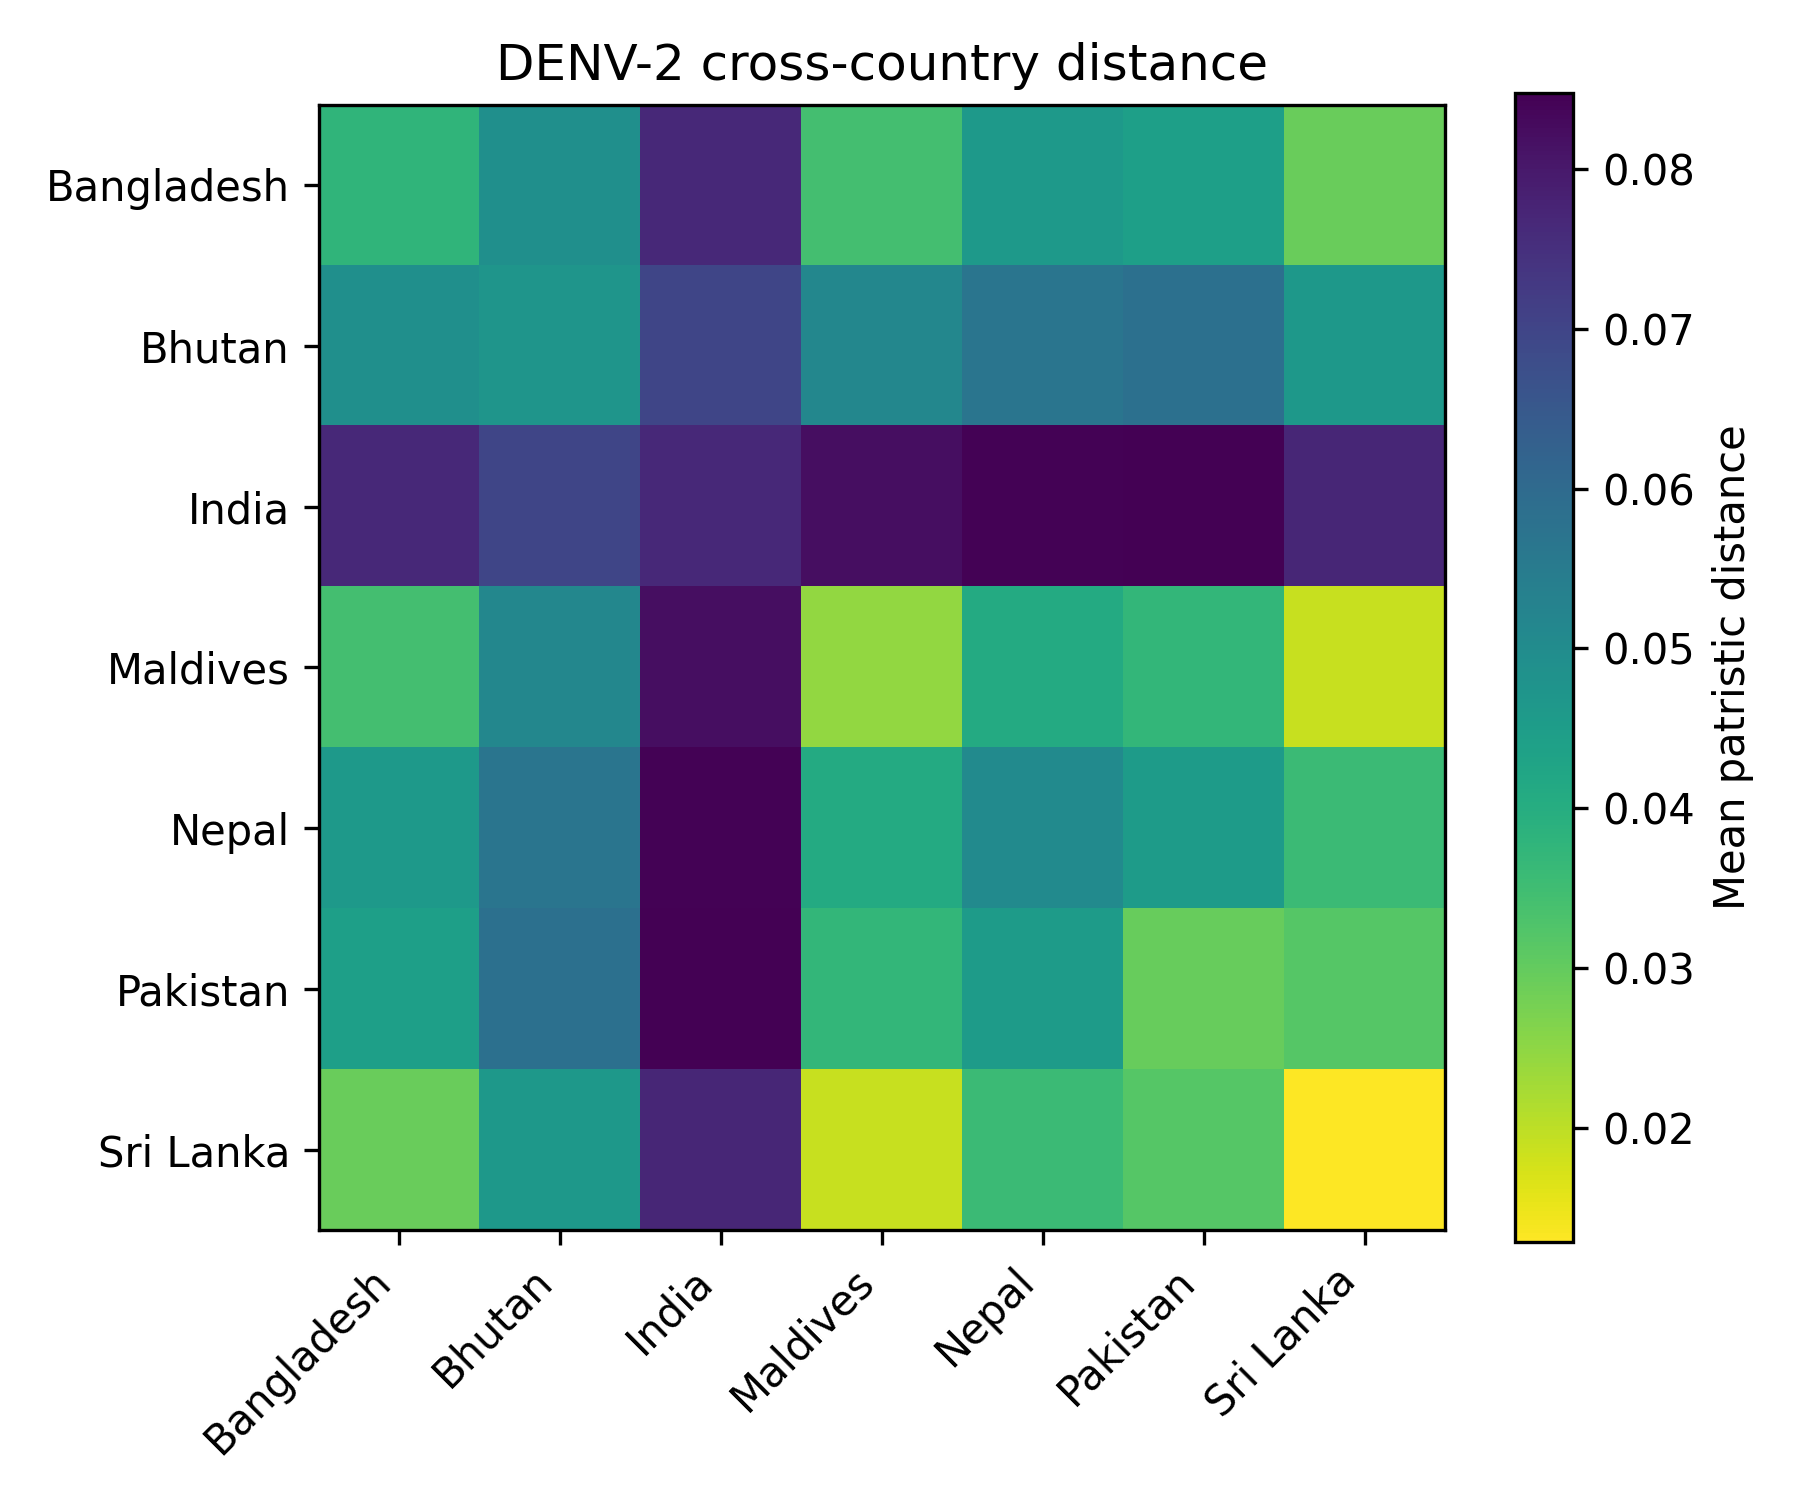 DENV-2 cross-country distance
Bangladesh
Bhutan
India
Maldives
Nepal
Pakistan
Sri Lanka
Bangladesh
Bhutan
India
Maldives
Nepal
Pakistan
Sri Lanka
0.08
0.07
0.06
0.05
0.04
0.03
0.02
Mean patristic distance